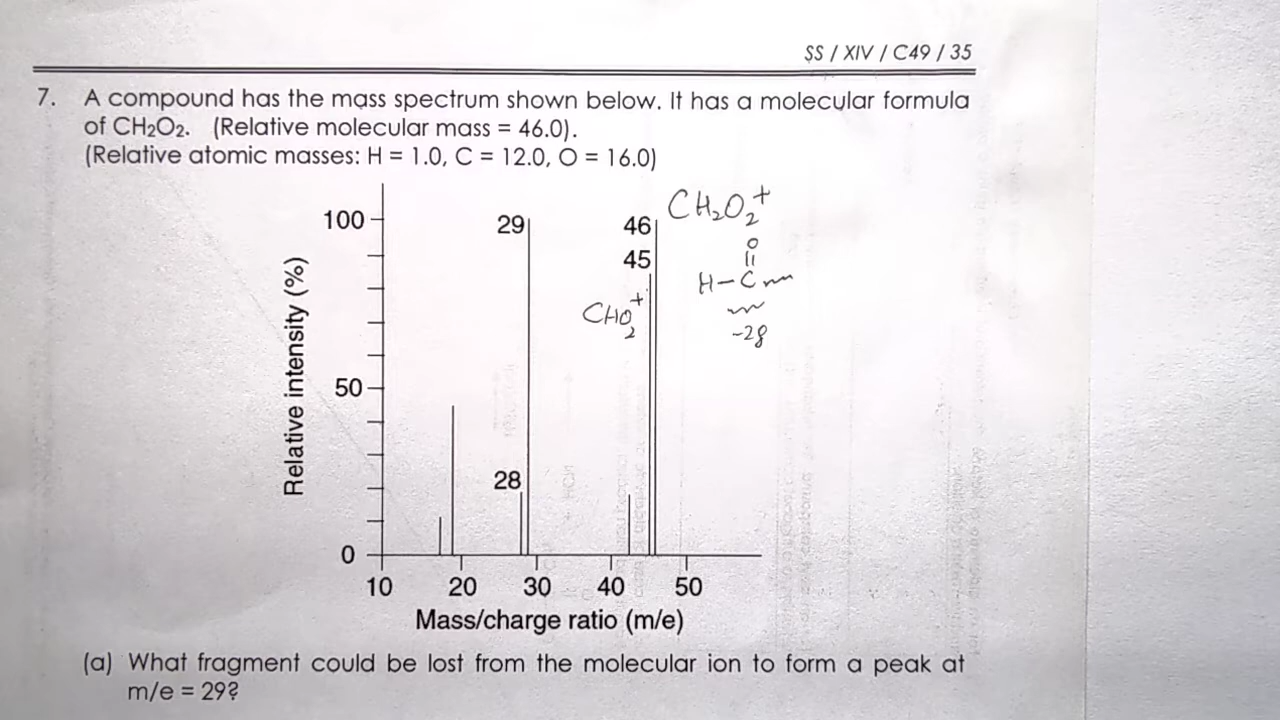 SS / XIV / C49 / 35
7. A compound has the mass spectrum shown below. It has a molecular formula
of CH₂O₂. (Relative molecular mass = 46.0).
(Relative atomic masses: H = 1.0, C = 12.0, O = 16.0)
CH₂O₂⁺
100
29
46
45
O
H-C
CHO₂⁺
-28
Relative intensity (%)
50
28
0
10 20 30 40 50
Mass/charge ratio (m/e)
(a) What fragment could be lost from the molecular ion to form a peak at
m/e = 29?